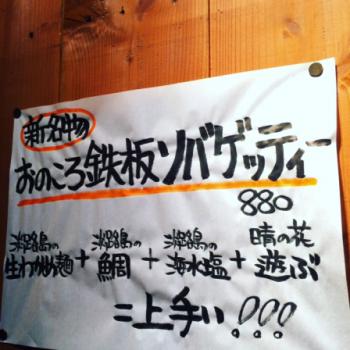 新名物
おのころ鉄板ソバゲッティー
880
淡路島の 淡路島の 淡路島の 晴の花
生わかめ麺+鯛+海水塩+遊ぶ
=上手い!!!